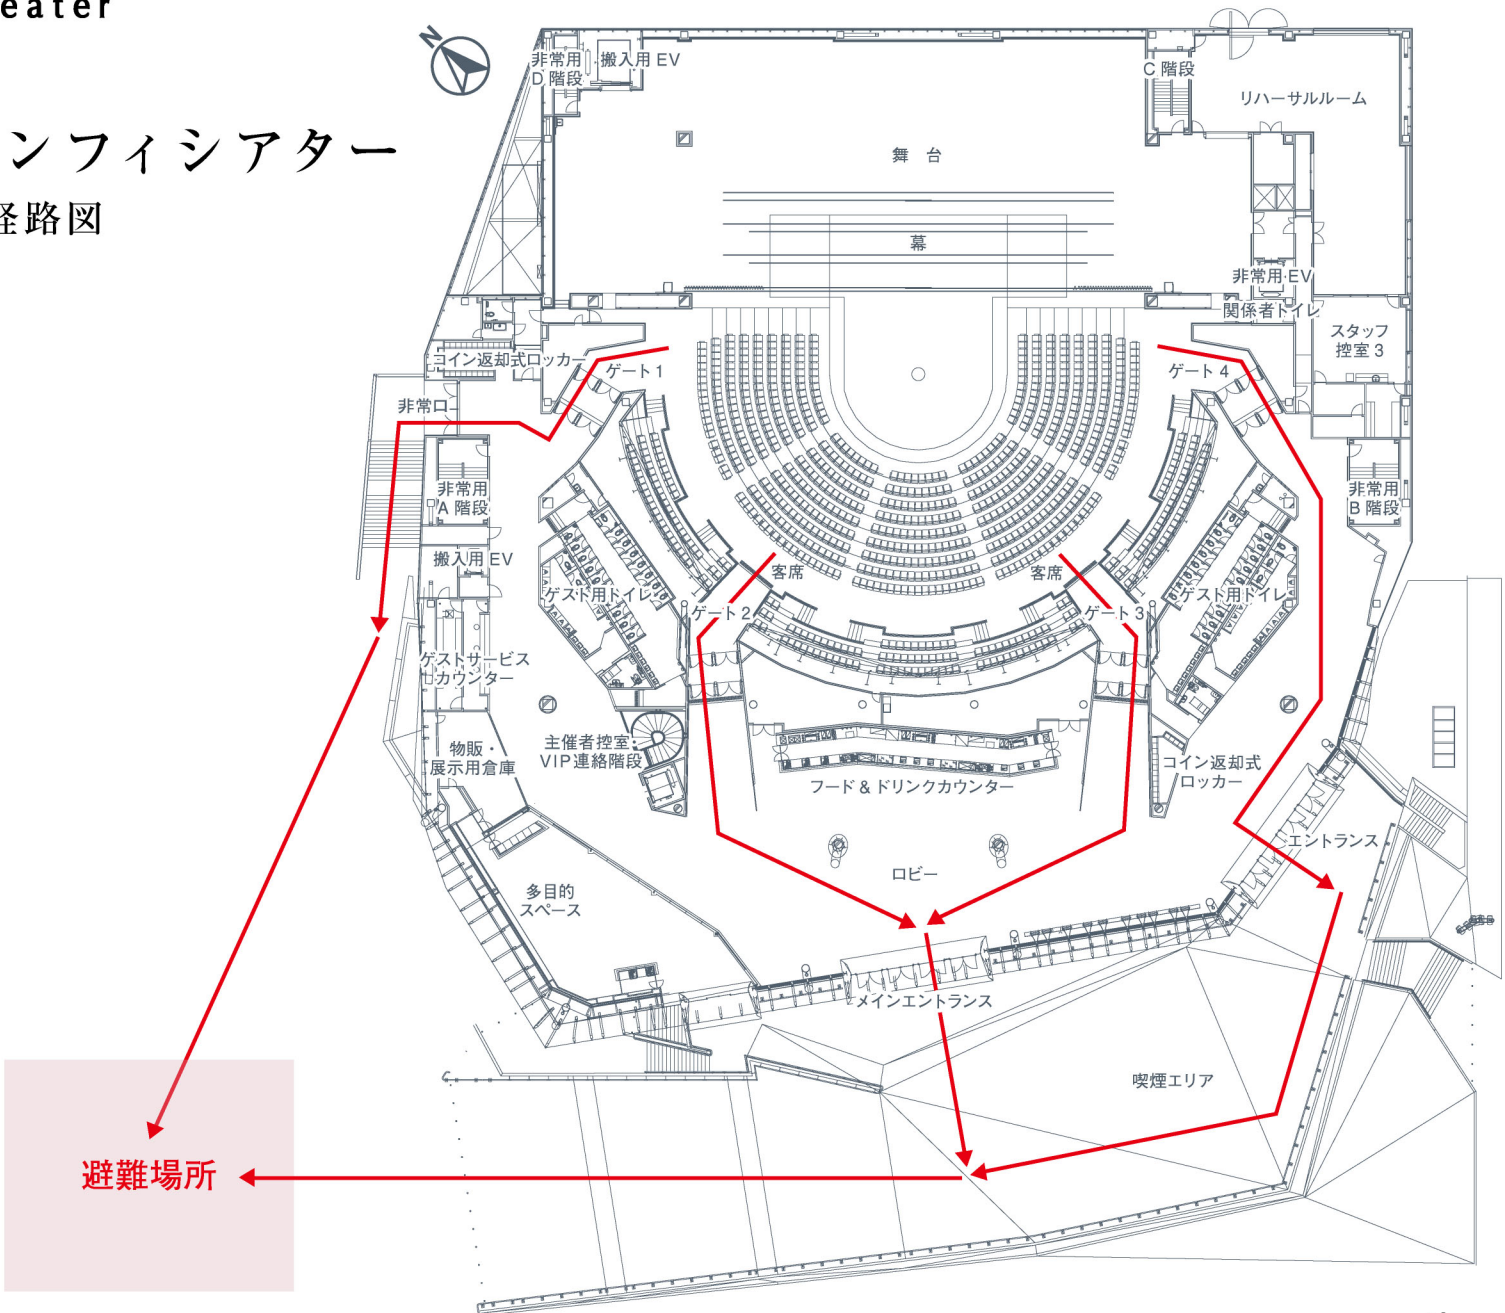 eater
N
ンフィシアター
経路図
非常用
D 階段
搬入用 EV
C 階段
リハーサルルーム
舞 台
幕
非常用 EV
関係者トイレ
スタッフ
控室 3
コイン返却式ロッカー
ゲート 1
ゲート 4
非常口
非常用
A 階段
非常用
B 階段
搬入用 EV
客席
客席
ゲスト用トイレ
ゲスト用トイレ
ゲート 2
ゲート 3
ゲストサービス
カウンター
物販・
展示用倉庫
主催者控室・
VIP連絡階段
フード & ドリンクカウンター
コイン返却式
ロッカー
エントランス
ロビー
多目的
スペース
メインエントランス
喫煙エリア
避難場所